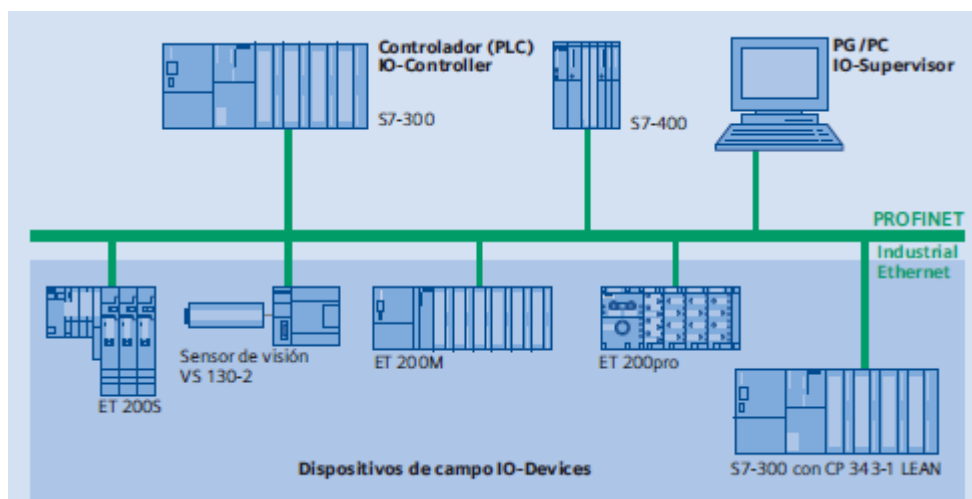 Controlador (PLC)
IO-Controller
S7-300
S7-400
PG/PC
IO-Supervisor
PROFINET
Industrial
Ethernet
ET 200S
Sensor de visión
VS 130-2
ET 200M
ET 200pro
S7-300 con CP 343-1 LEAN
Dispositivos de campo IO-Devices